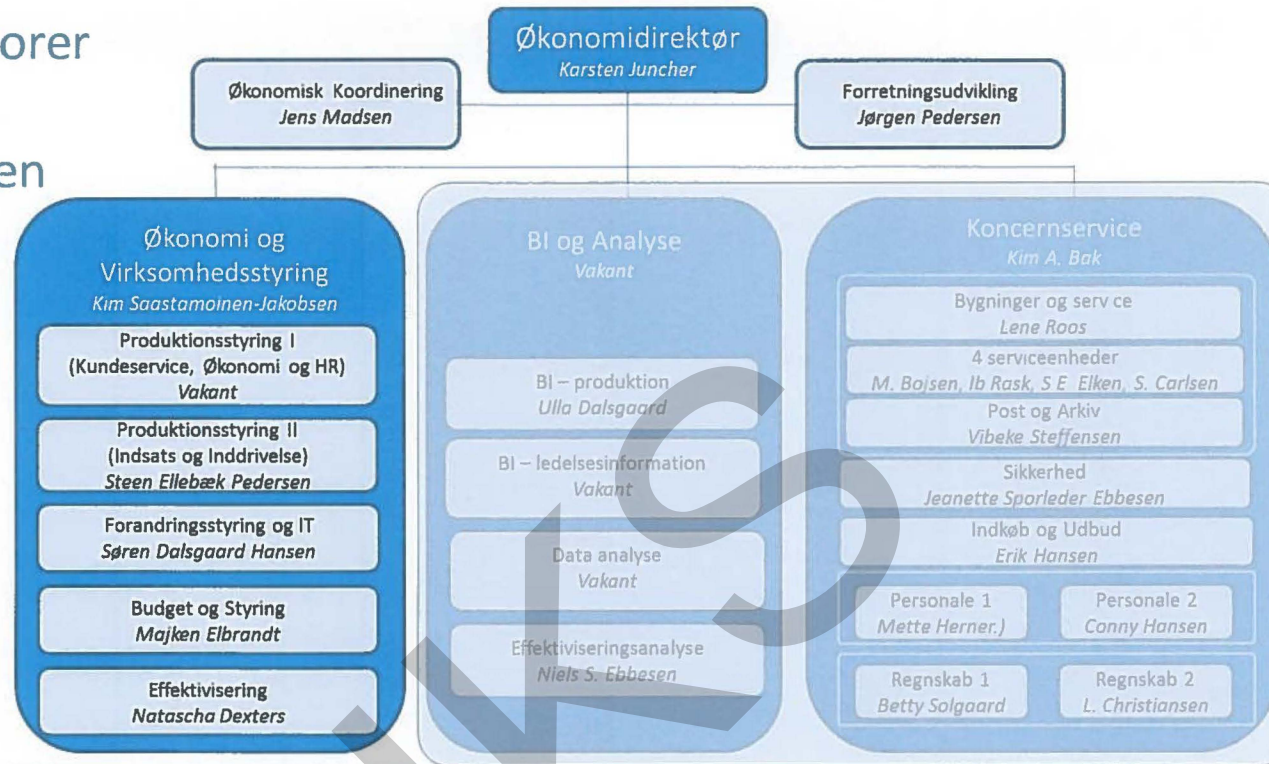 orer
en
Økonomidirektør
Karsten Juncher
Økonomisk Koordinering
Jens Madsen
Forretningsudvikling
Jørgen Pedersen
Økonomi og
Virksomhedsstyring
Kim Saastamoinen-Jakobsen
Produktionsstyring I
(Kundeservice, Økonomi og HR)
Vakant
Produktionsstyring II
(Indsats og Inddrivelse)
Steen Ellebæk Pedersen
Forandringsstyring og IT
Søren Dalsgaard Hansen
Budget og Styring
Majken Elbrandt
Effektivisering
Natascha Dexters
BI og Analyse
Vakant
BI – produktion
Ulla Dalsgaard
BI – ledelsesinformation
Vakant
Data analyse
Vakant
Effektiviseringsanalyse
Niels S. Ebbesen
Koncernservice
Kim A. Bak
Bygninger og serv ce
Lene Roos
4 serviceenheder
M. Bojsen, Ib Rask, S E Elken, S. Carlsen
Post og Arkiv
Vibeke Steffensen
Sikkerhed
Jeanette Sporleder Ebbesen
Indkøb og Udbud
Erik Hansen
Personale 1
Mette Herner.)
Personale 2
Conny Hansen
Regnskab 1
Betty Solgaard
Regnskab 2
L. Christiansen
KS